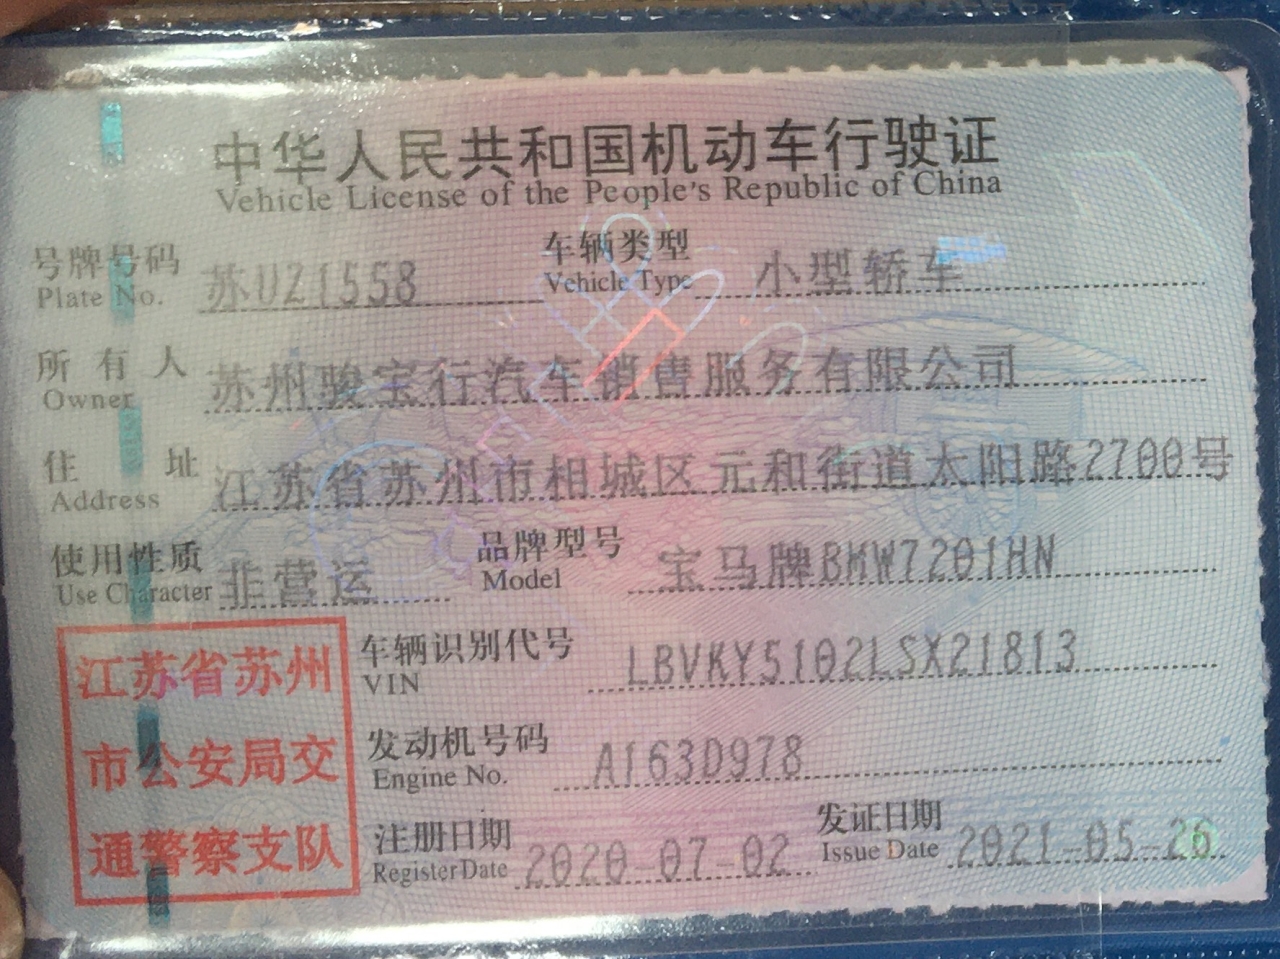 中华人民共和国机动车行驶证
Vehicle License of the People's Republic of China
号牌号码 苏UZ1558 车辆类型 小型轿车
Plate No. Vehicle Type
所有人 苏州骏宝行汽车销售服务有限公司
Owner
住址 江苏省苏州市相城区元和街道太阳路2700号
Address
使用性质 非营运 品牌型号 宝马牌BMW7201HN
Use Character Model
江苏省苏州
市公安局交
通警察支队
车辆识别代号 LBVKY5102LSX21813
VIN
发动机号码 A163D978
Engine No.
注册日期 2020-07-02 发证日期 2021-05-26
Register Date Issue Date